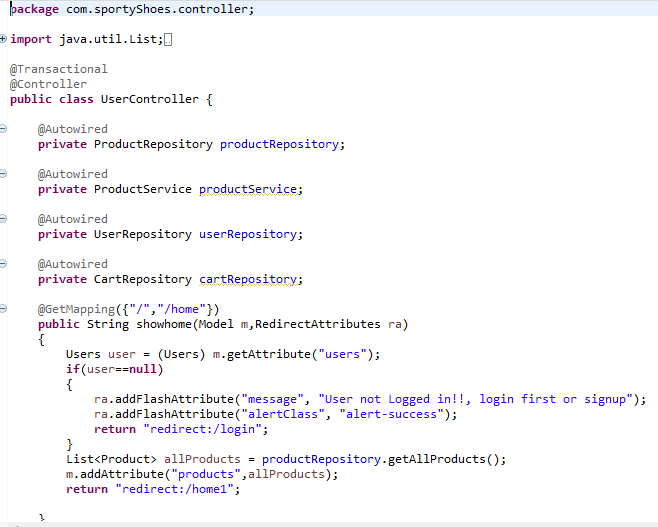 package com.sportyShoes.controller;
import java.util.List;
@Transactional
@Controller
public class UserController {
@Autowired
private ProductRepository productRepository;
@Autowired
private ProductService productService;
@Autowired
private UserRepository userRepository;
@Autowired
private CartRepository cartRepository;
@GetMapping({"/","/home"})
public String showhome(Model m,RedirectAttributes ra)
{
Users user = (Users) m.getAttribute("users");
if(user==null)
{
ra.addFlashAttribute("message", "User not Logged in!!, login first or signup");
ra.addFlashAttribute("alertClass", "alert-success");
return "redirect:/login";
}
List<Product> allProducts = productRepository.getAllProducts();
m.addAttribute("products",allProducts);
return "redirect:/home1";
}